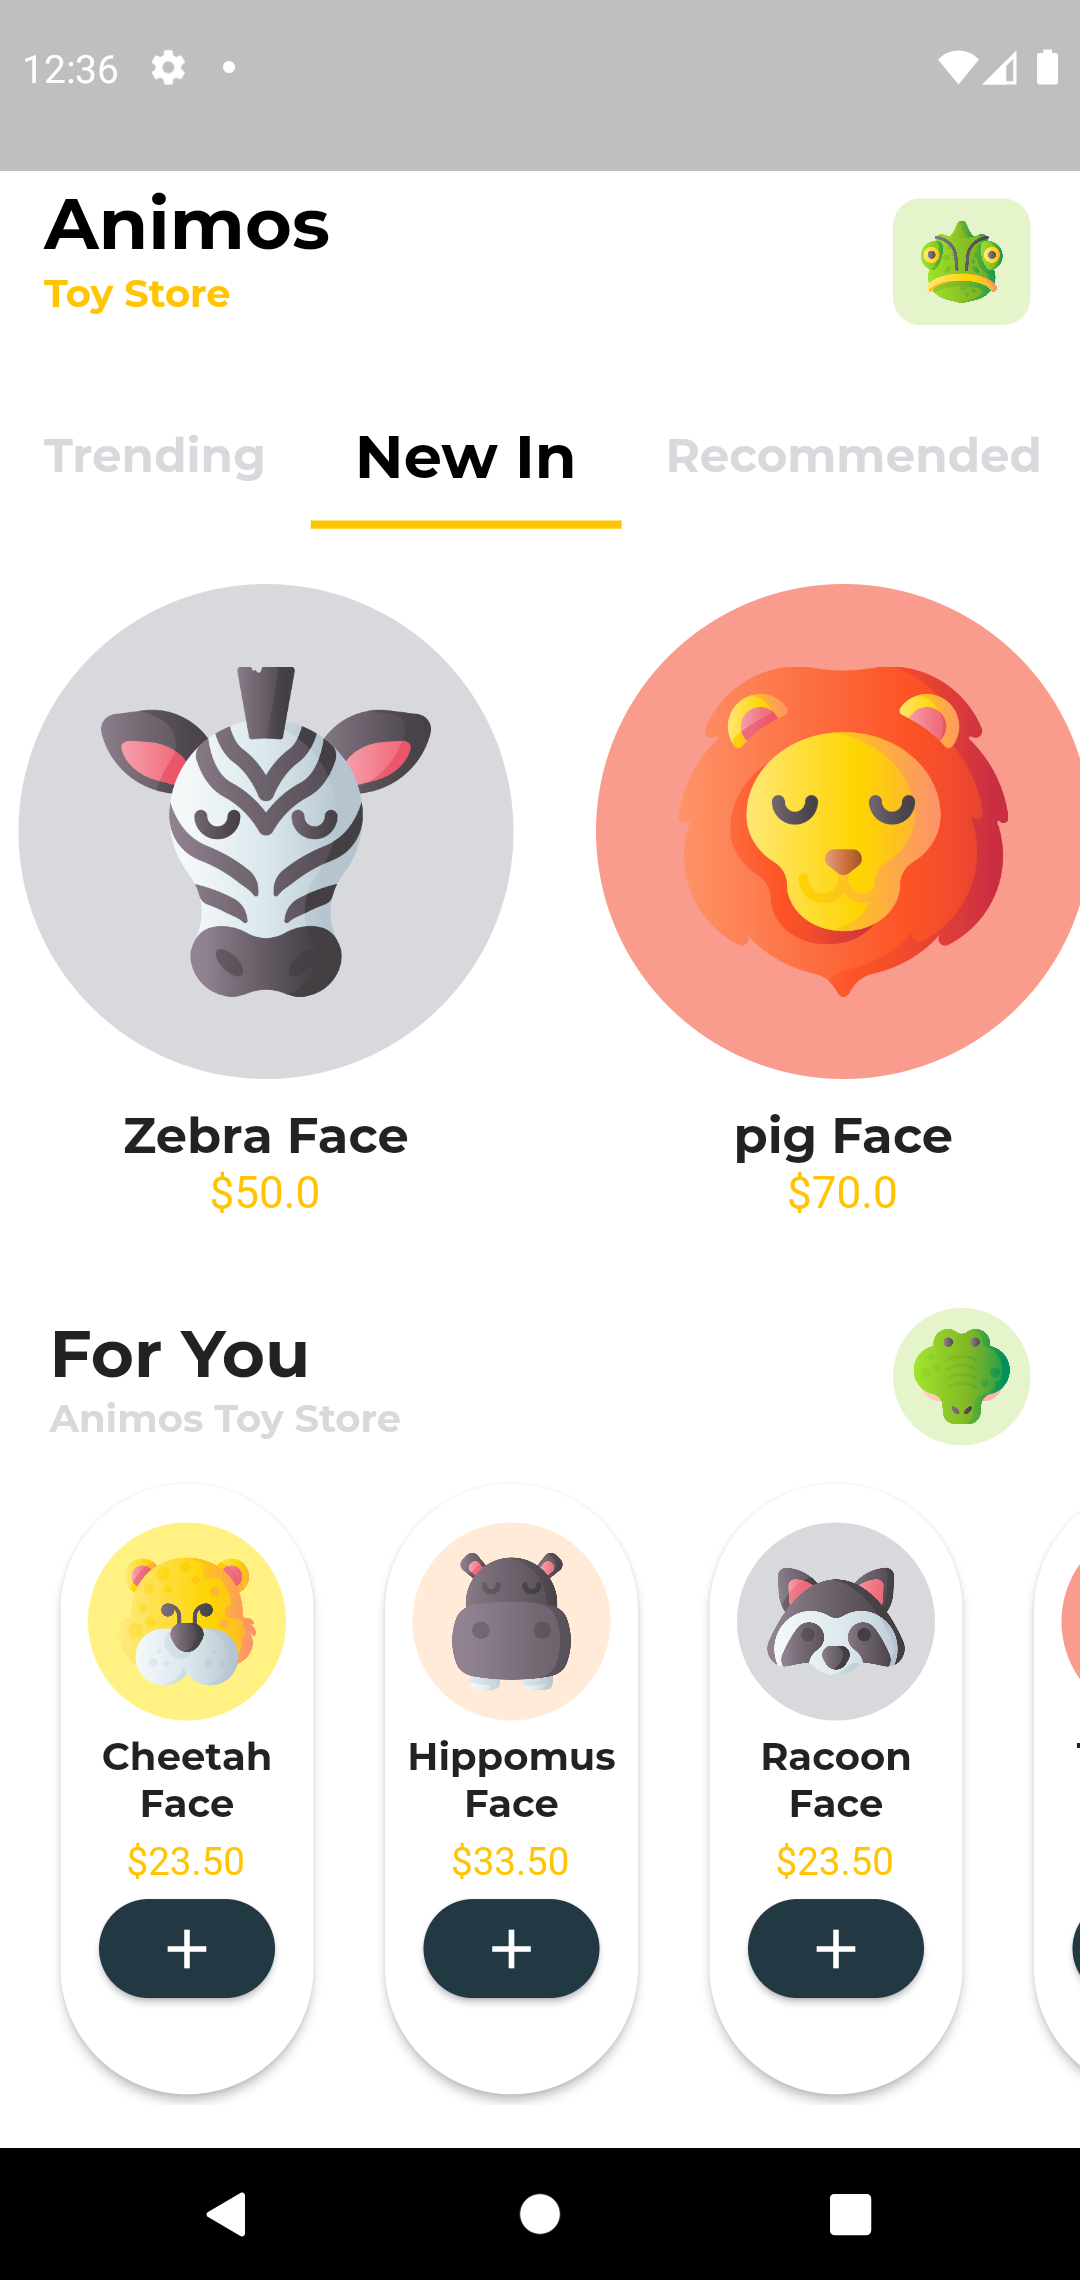 12:36
Animos
Toy Store
Trending New In Recommended
Zebra Face pig Face
$50.0 $70.0
For You
Animos Toy Store
Cheetah Face
$23.50
Hippomus Face
$33.50
Racoon Face
$23.50